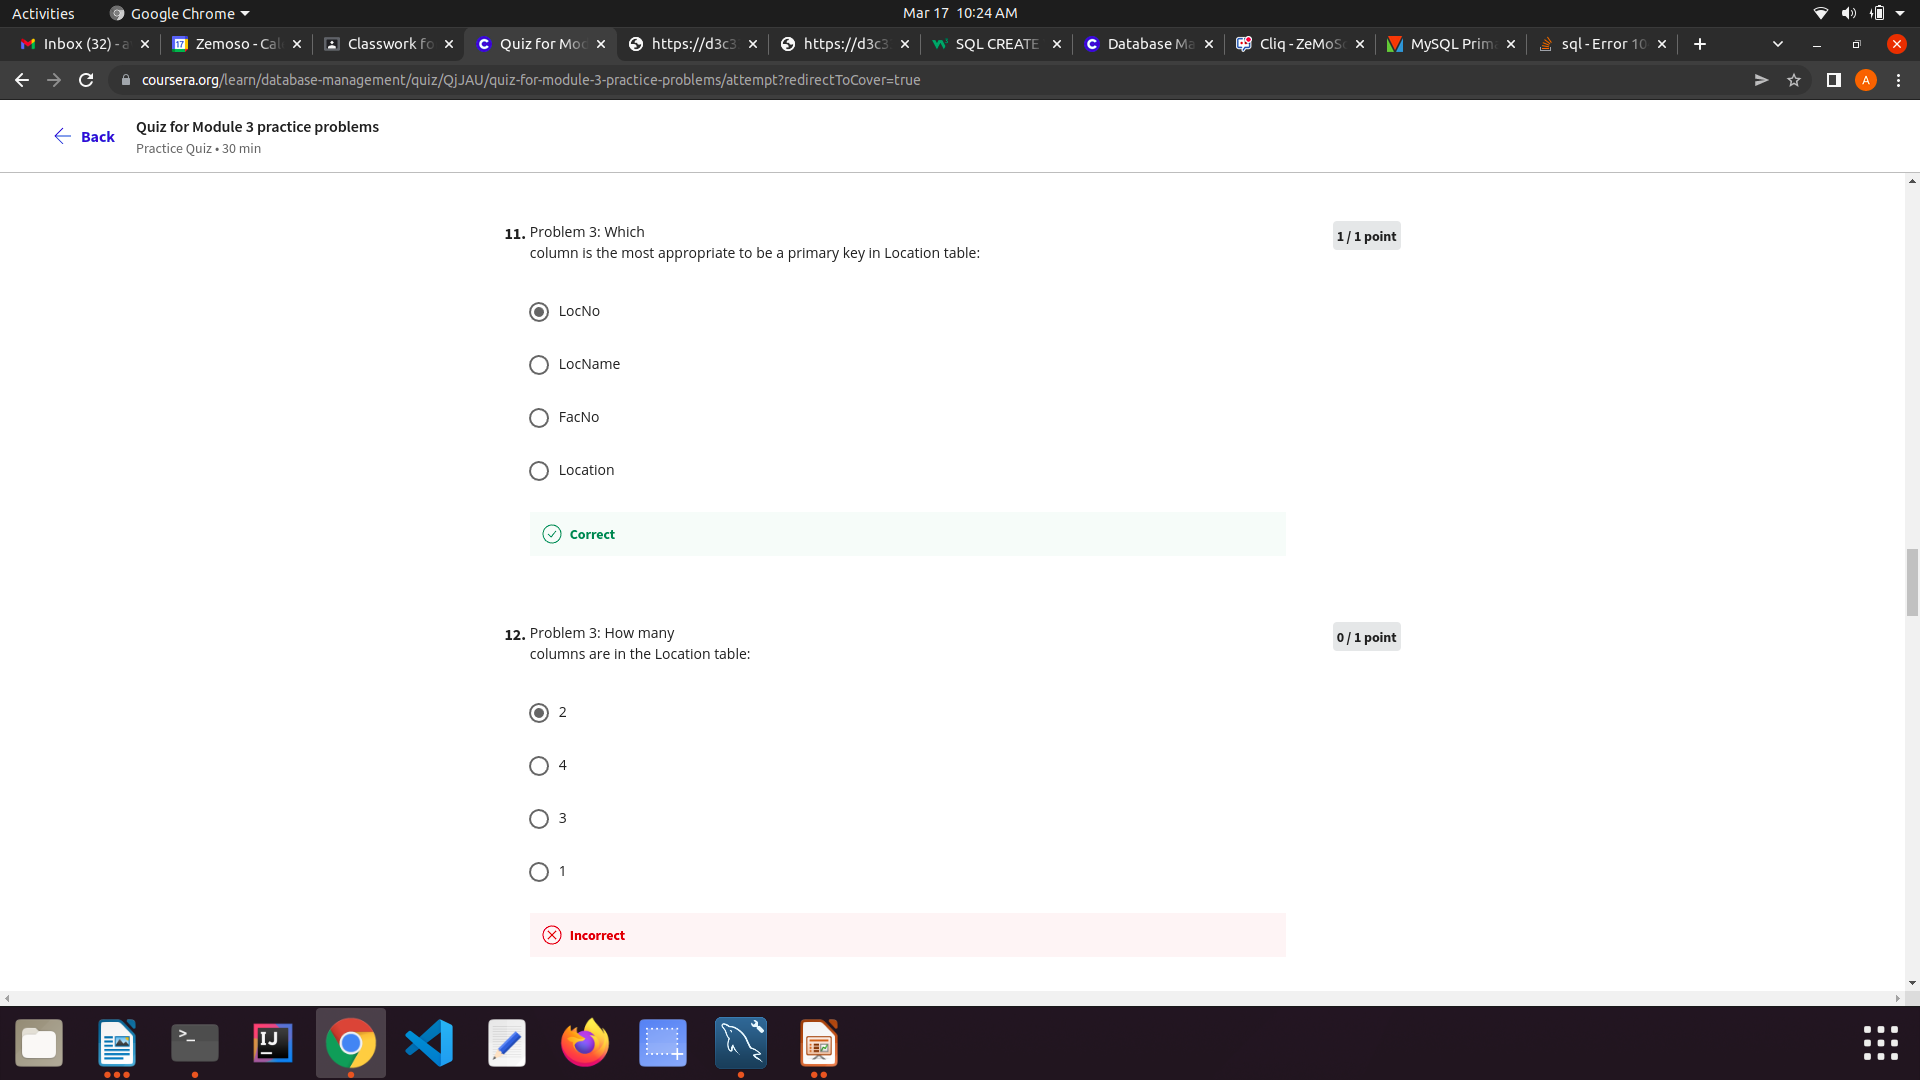 Activities
Google Chrome
Mar 17 10:24 AM
Inbox (32) - a
Zemoso - Cal
Classwork fo
Quiz for Mod
https://d3c3
https://d3c3
SQL CREATE
Database Ma
Cliq - ZeMoSo
MySQL Prima
sql - Error 10
coursera.org/learn/database-management/quiz/QjJAU/quiz-for-module-3-practice-problems/attempt?redirectToCover=true
A
Back
Quiz for Module 3 practice problems
Practice Quiz • 30 min
11. Problem 3: Which
column is the most appropriate to be a primary key in Location table:
1 / 1 point
LocNo
LocName
FacNo
Location
Correct
12. Problem 3: How many
columns are in the Location table:
0 / 1 point
2
4
3
1
Incorrect
IJ